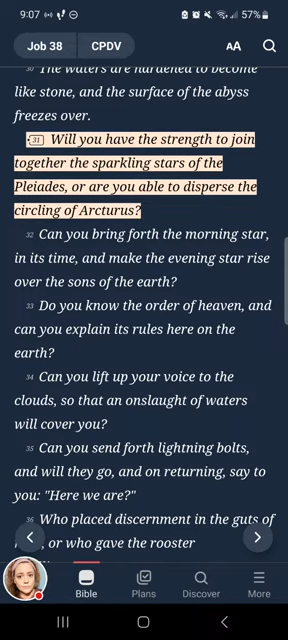 9:07 57%
Job 38 CPDV AA
30 The waters are hardened to become
like stone, and the surface of the abyss
freezes over.
31 Will you have the strength to join
together the sparkling stars of the
Pleiades, or are you able to disperse the
circling of Arcturus?
32 Can you bring forth the morning star,
in its time, and make the evening star rise
over the sons of the earth?
33 Do you know the order of heaven, and
can you explain its rules here on the
earth?
34 Can you lift up your voice to the
clouds, so that an onslaught of waters
will cover you?
35 Can you send forth lightning bolts,
and will they go, and on returning, say to
you: "Here we are?"
36 Who placed discernment in the guts of
or who gave the rooster
Bible Plans Discover More